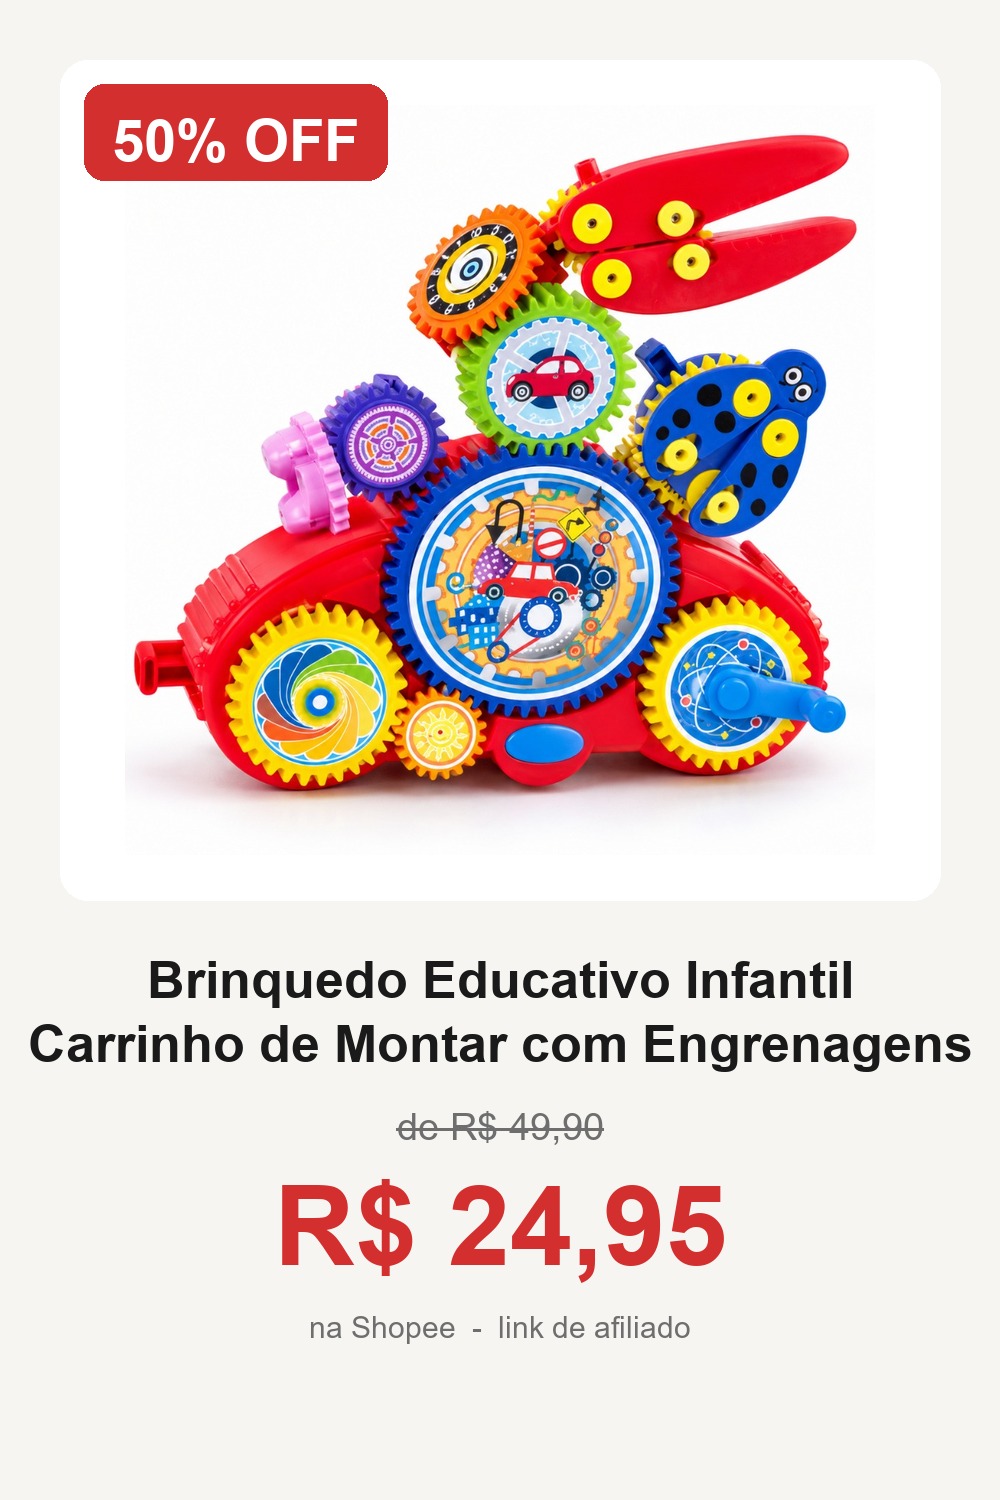 50% OFF
Brinquedo Educativo Infantil
Carrinho de Montar com Engrenagens
de R$ 49,90
R$ 24,95
na Shopee - link de afiliado